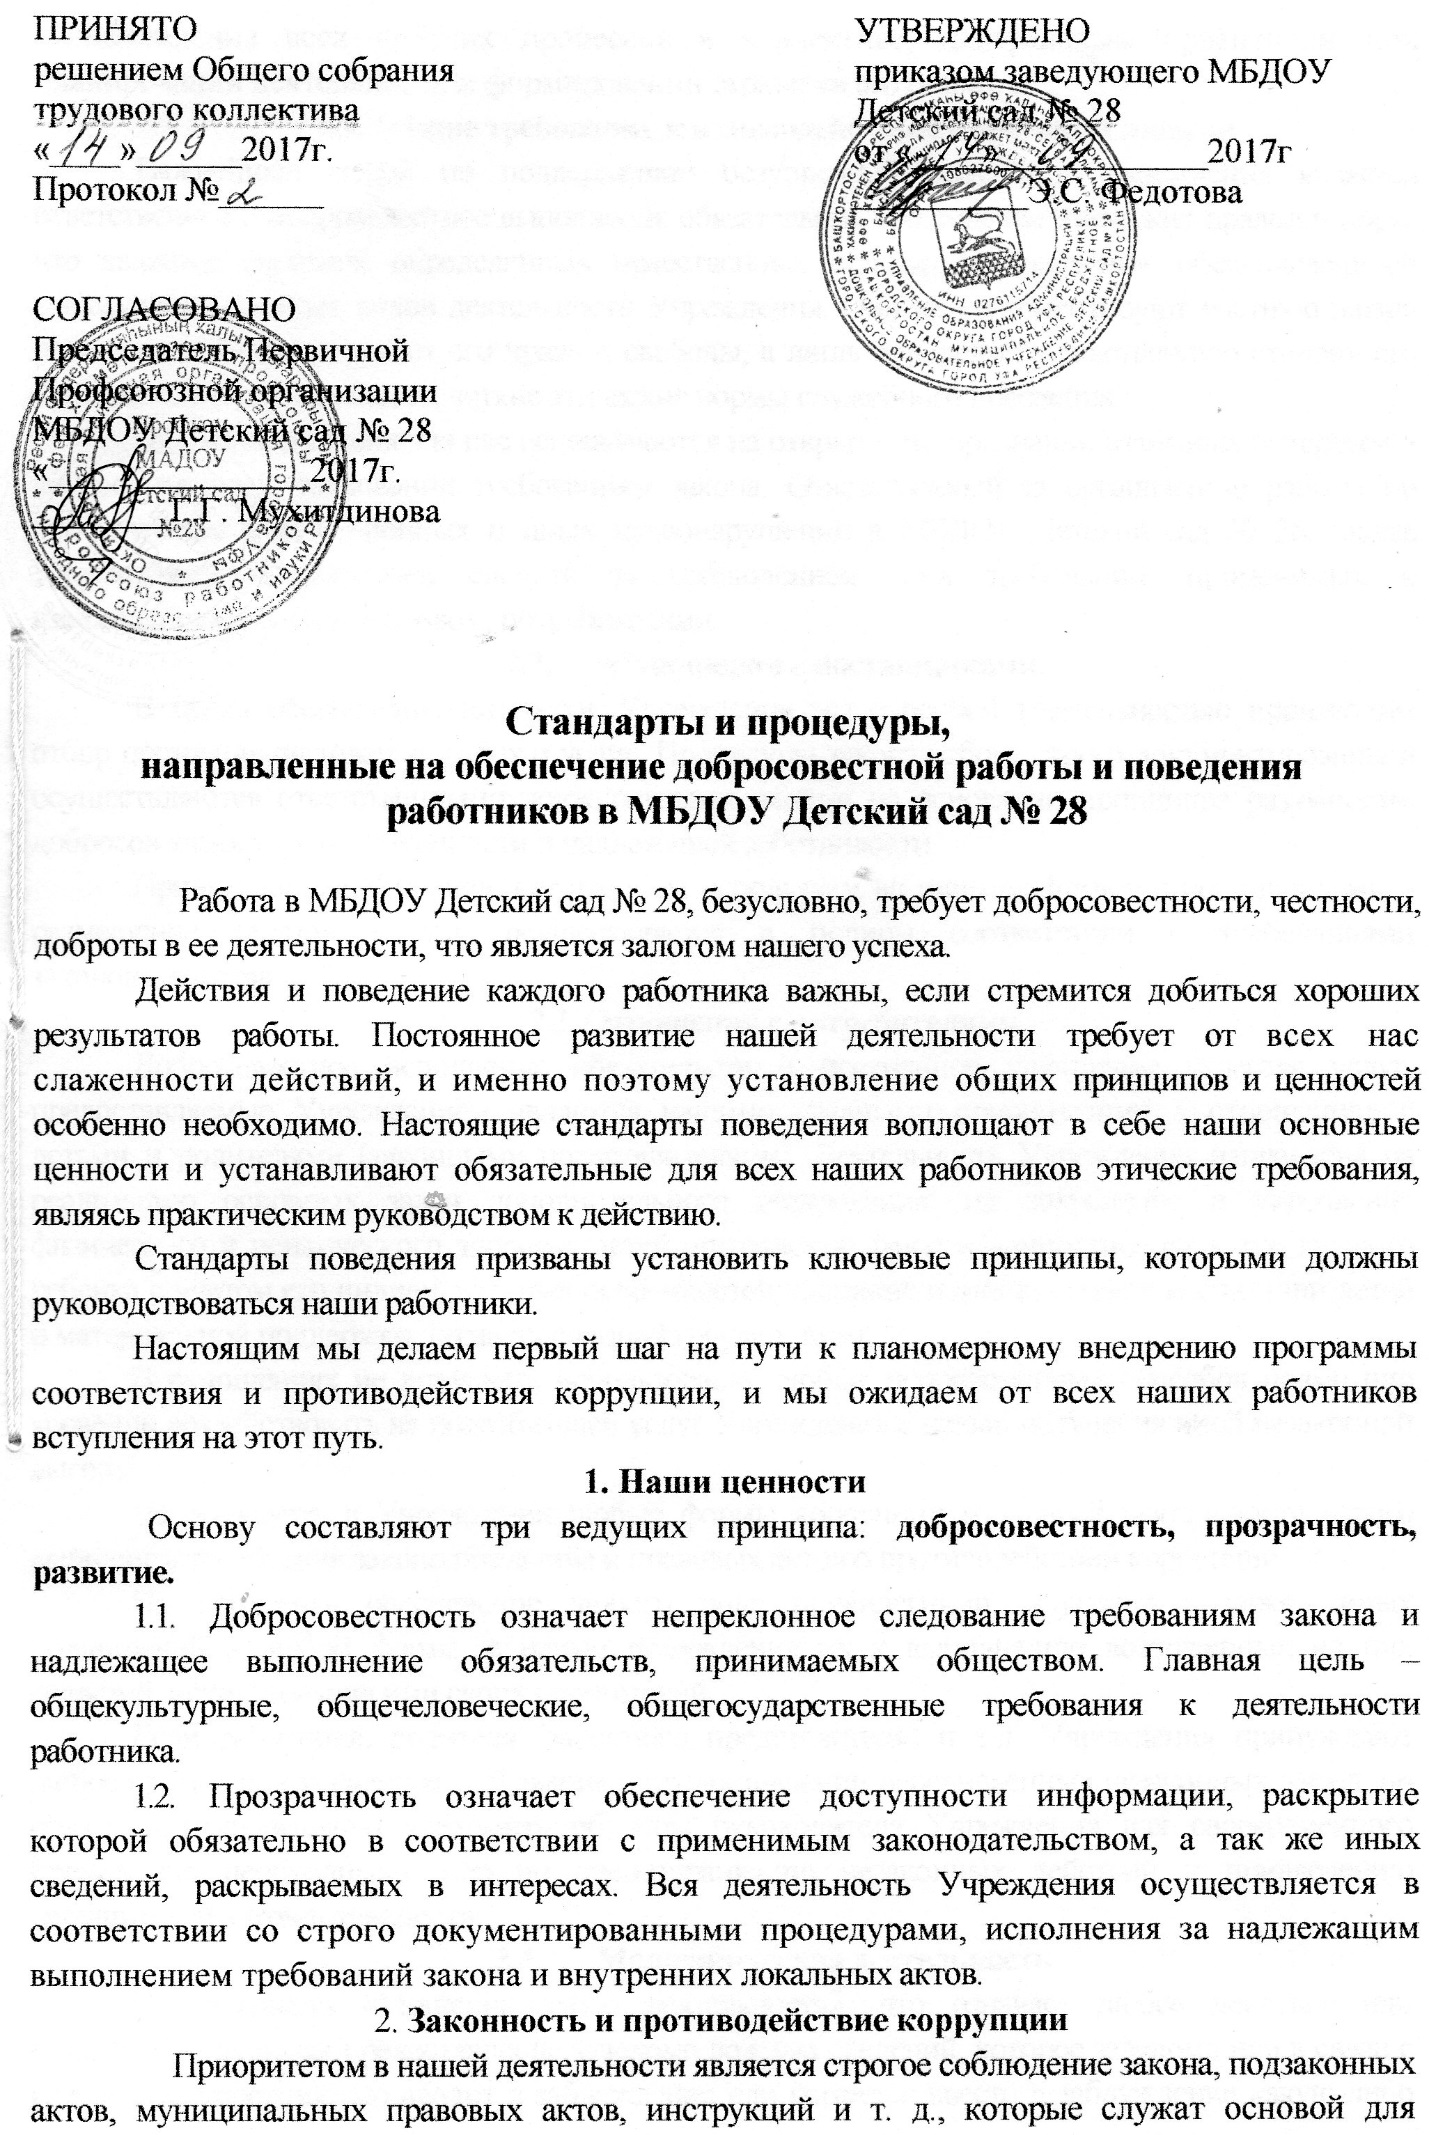 ПРИНЯТО
решением Общего собрания
трудового коллектива
«14» 09 2017г.
Протокол № 2
УТВЕРЖДЕНО
приказом заведующего МБДОУ
Детский сад № 28
от «14» 09 2017г
Э.С. Федотова
ИНН 0276115714
СОГЛАСОВАНО
Председатель Первичной
Профсоюзной организации
МБДОУ Детский сад № 28
« » 2017г.
Г.Г. Мухитдинова
Профком
МАДОУ
Детский сад
№28
Стандарты и процедуры,
направленные на обеспечение добросовестной работы и поведения
работников в МБДОУ Детский сад № 28
Работа в МБДОУ Детский сад № 28, безусловно, требует добросовестности, честности,
доброты в ее деятельности, что является залогом нашего успеха.
Действия и поведение каждого работника важны, если стремится добиться хороших
результатов работы. Постоянное развитие нашей деятельности требует от всех нас
слаженности действий, и именно поэтому установление общих принципов и ценностей
особенно необходимо. Настоящие стандарты поведения воплощают в себе наши основные
ценности и устанавливают обязательные для всех наших работников этические требования,
являясь практическим руководством к действию.
Стандарты поведения призваны установить ключевые принципы, которыми должны
руководствоваться наши работники.
Настоящим мы делаем первый шаг на пути к планомерному внедрению программы
соответствия и противодействия коррупции, и мы ожидаем от всех наших работников
вступления на этот путь.
1. Наши ценности
Основу составляют три ведущих принципа: добросовестность, прозрачность,
развитие.
1.1. Добросовестность означает непреклонное следование требованиям закона и
надлежащее выполнение обязательств, принимаемых обществом. Главная цель –
общекультурные, общечеловеческие, общегосударственные требования к деятельности
работника.
1.2. Прозрачность означает обеспечение доступности информации, раскрытие
которой обязательно в соответствии с применимым законодательством, а так же иных
сведений, раскрываемых в интересах. Вся деятельность Учреждения осуществляется в
соответствии со строго документированными процедурами, исполнения за надлежащим
выполнением требований закона и внутренних локальных актов.
2. Законность и противодействие коррупции
Приоритетом в нашей деятельности является строгое соблюдение закона, подзаконных
актов, муниципальных правовых актов, инструкций и т. д., которые служат основой для